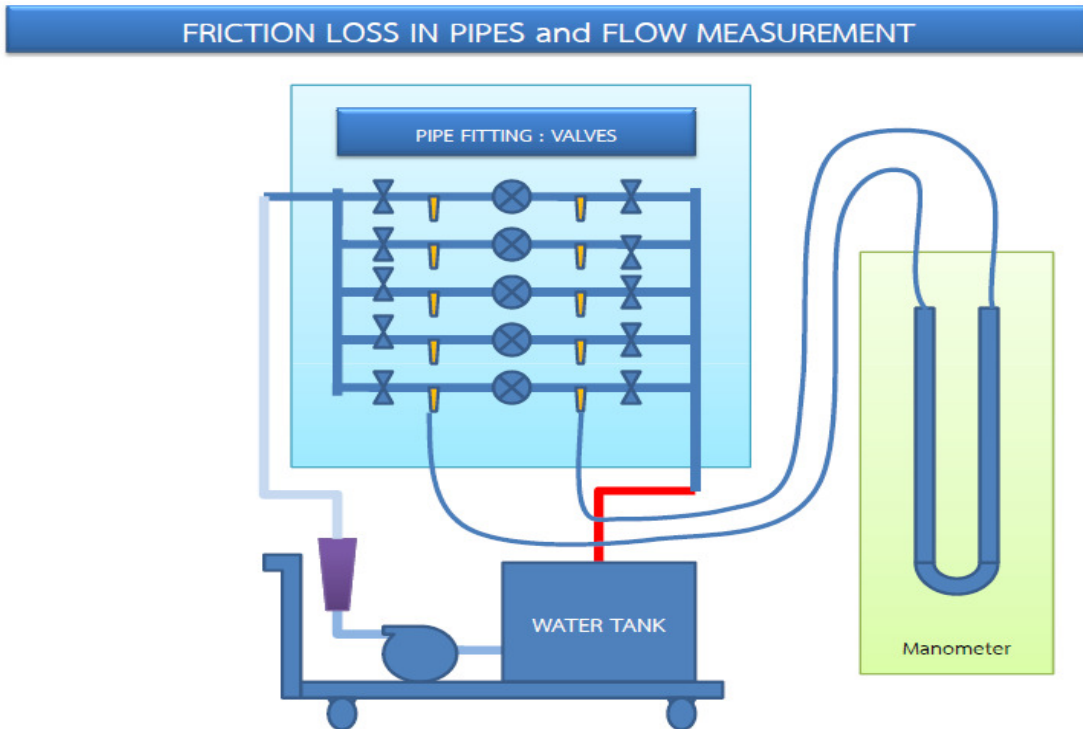 FRICTION LOSS IN PIPES and FLOW MEASUREMENT
PIPE FITTING : VALVES
WATER TANK
Manometer